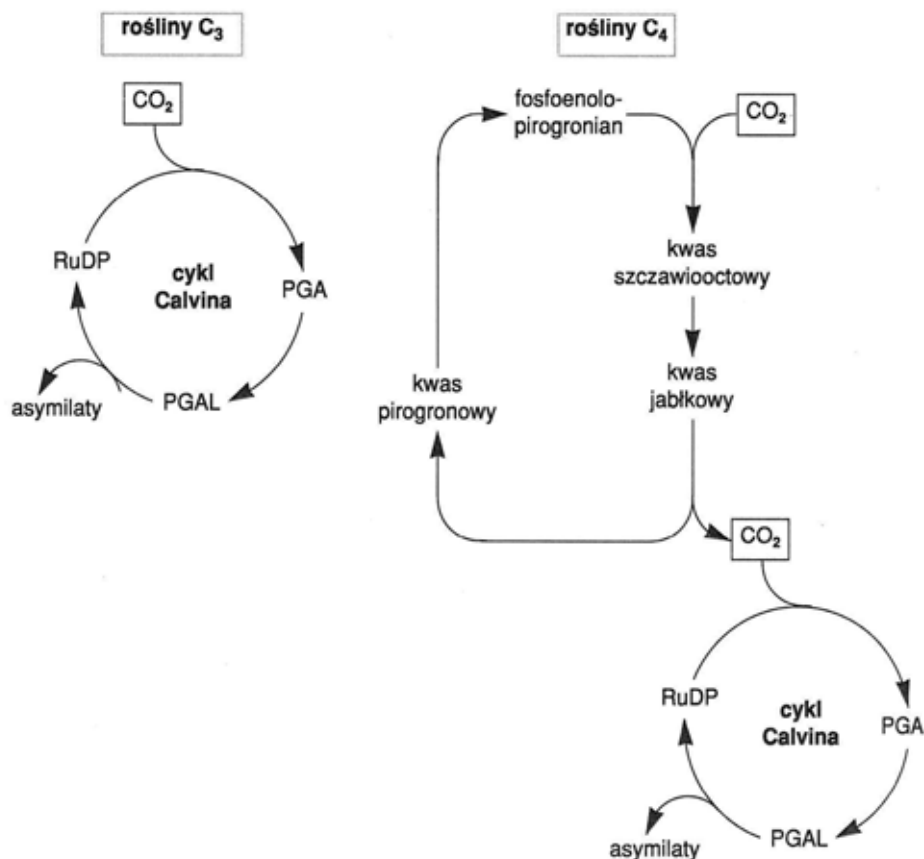 rośliny C₃
CO₂
RuDP
cykl
Calvina
PGA
asymilaty
PGAL
rośliny C₄
fosfoenolo-
pirogronian
CO₂
kwas
szczawiooctowy
kwas
pirogronowy
kwas
jabłkowy
CO₂
RuDP
cykl
Calvina
PGA
asymilaty
PGAL